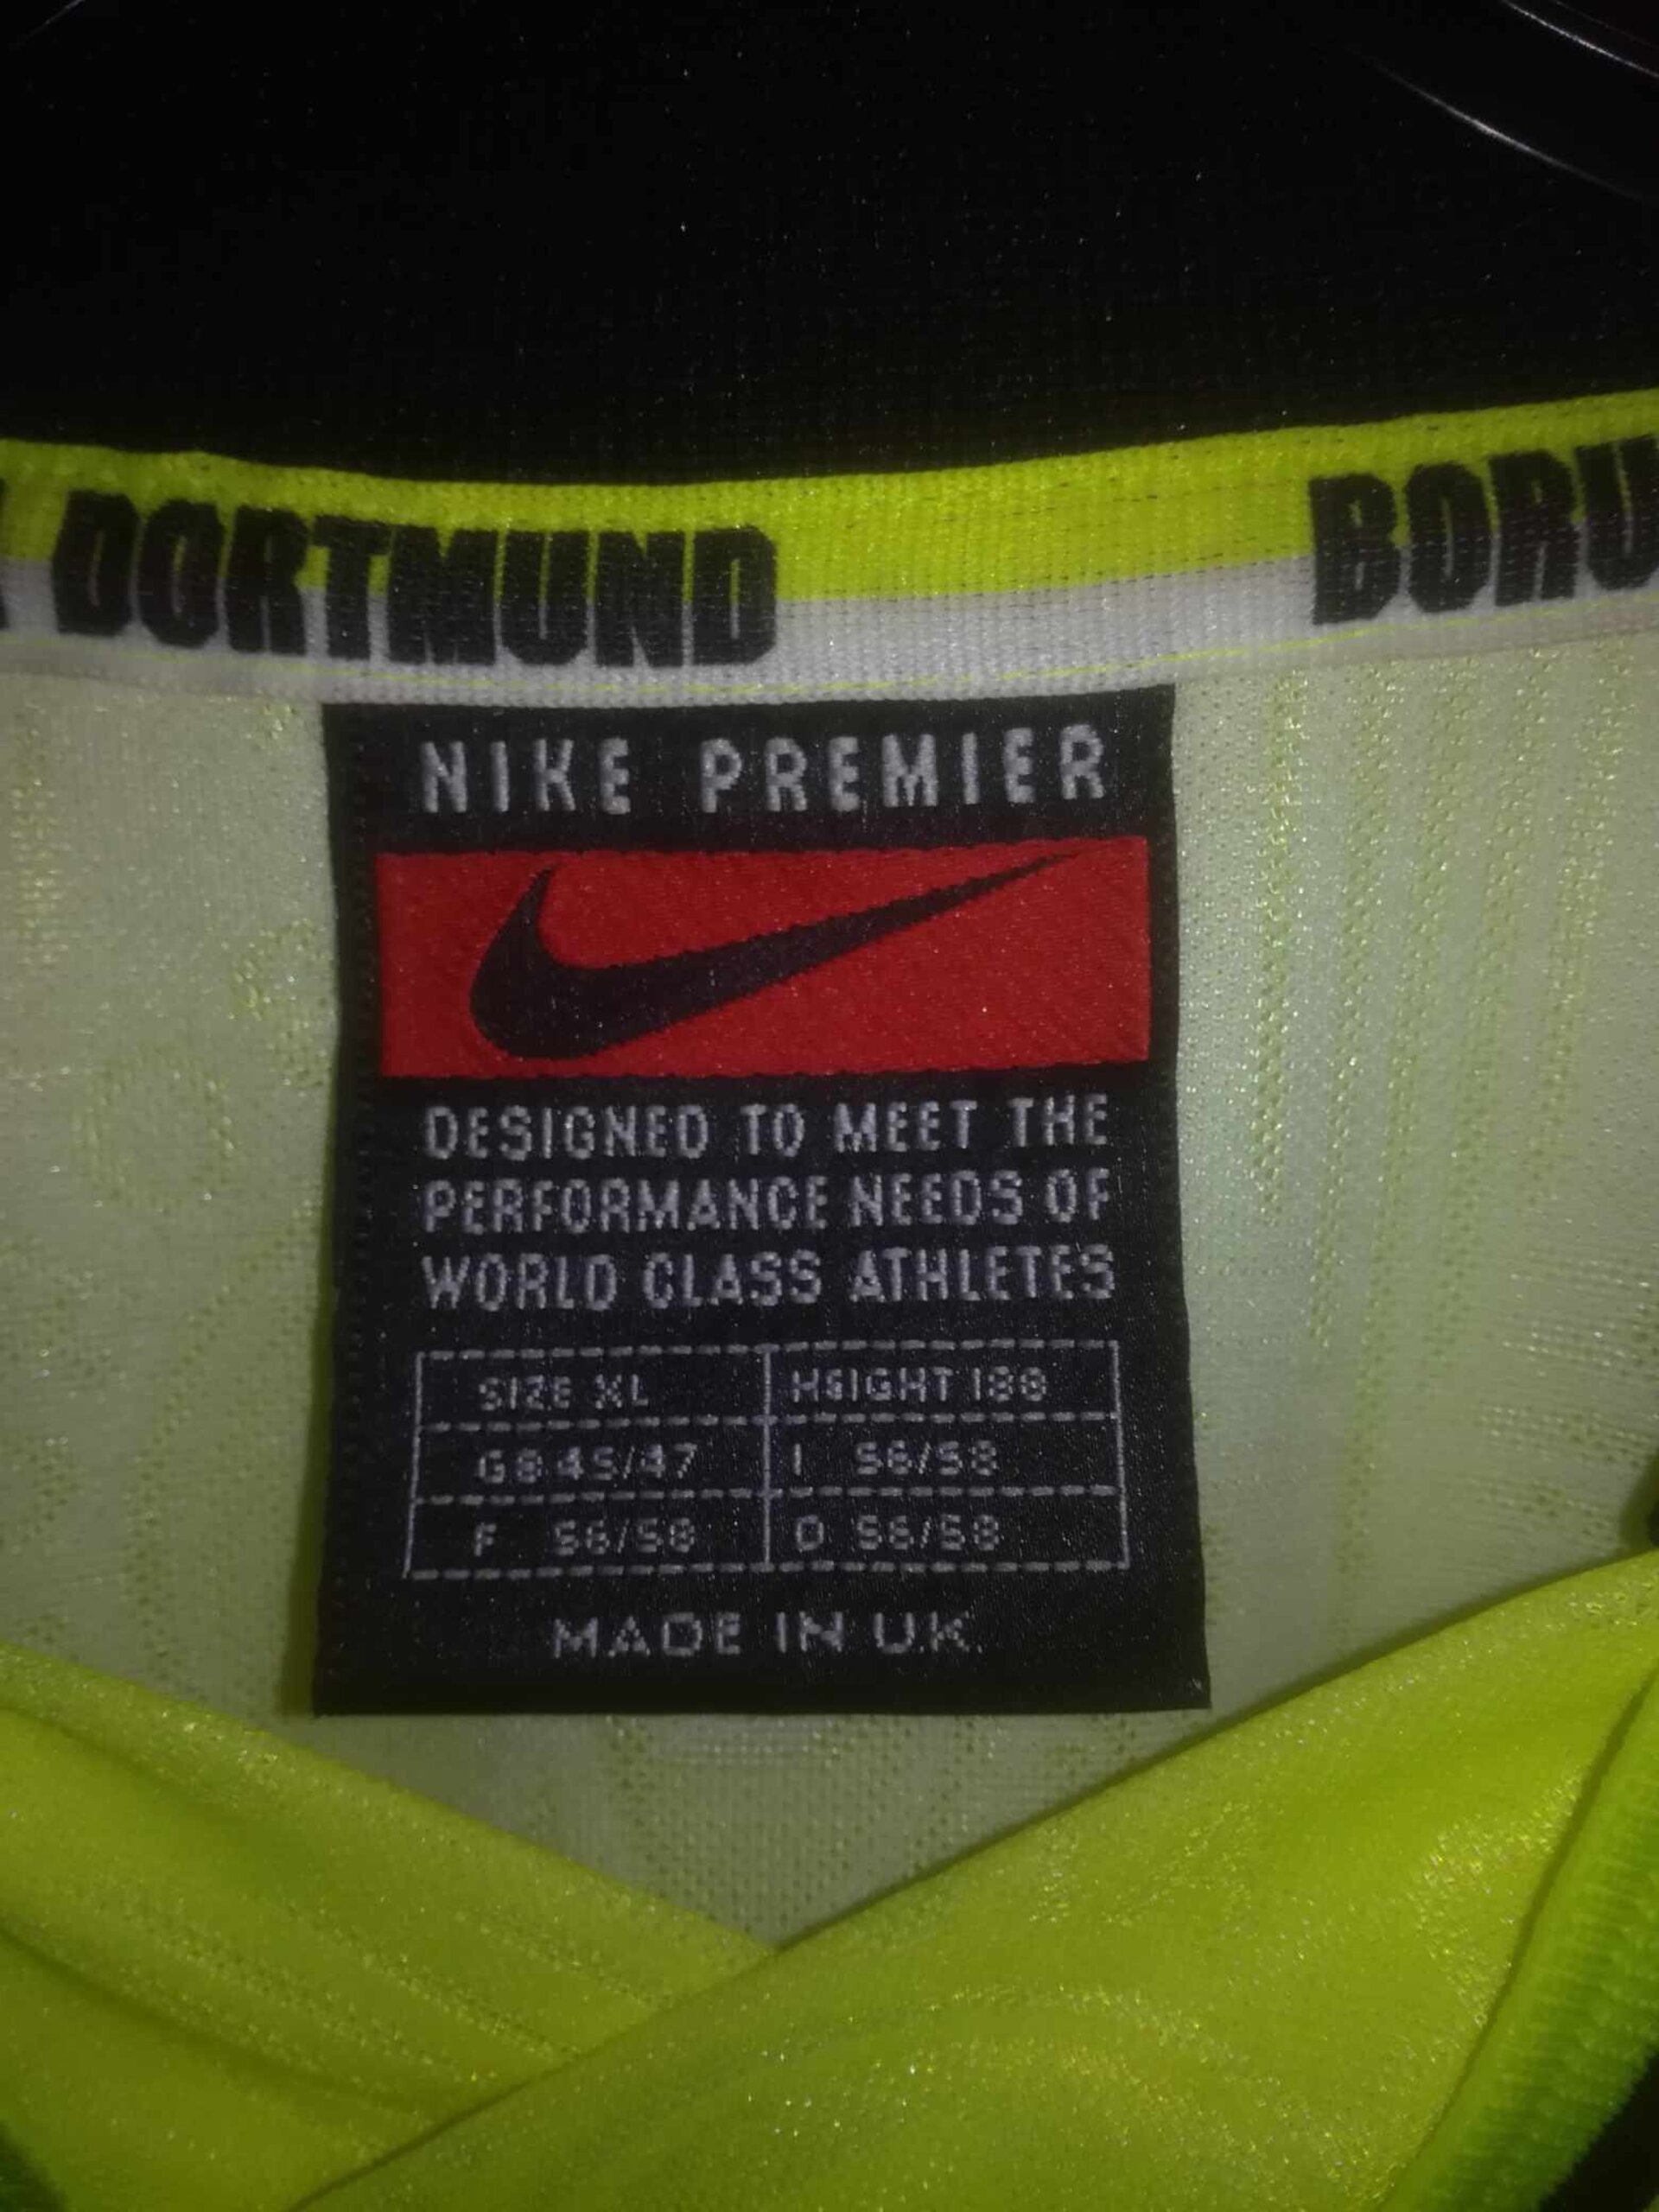 DORTMUND BORU
NIKE PREMIER
DESIGNED TO MEET THE
PERFORMANCE NEEDS OF
WORLD CLASS ATHLETES
SIZE XL HEIGHT 188
GB 45/47 I 56/58
F 56/58 D 56/58
MADE IN U.K.